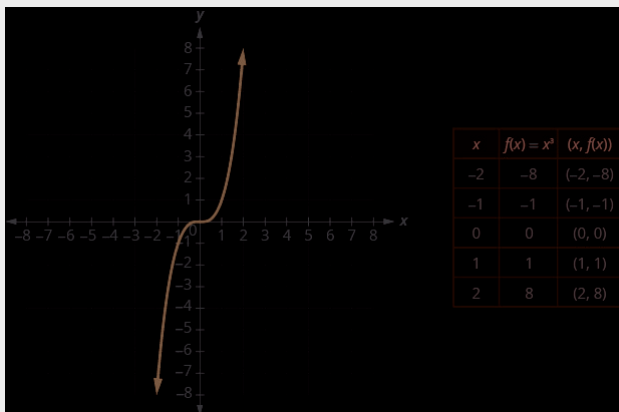 y
8
7
6
5
4
3
2
1
x
–8 –7 –6 –5 –4 –3 –2 –1 0 1 2 3 4 5 6 7 8
–2
–3
–4
–5
–6
–7
–8
x f(x) = x³ (x, f(x))
–2 –8 (–2, –8)
–1 –1 (–1, –1)
0 0 (0, 0)
1 1 (1, 1)
2 8 (2, 8)